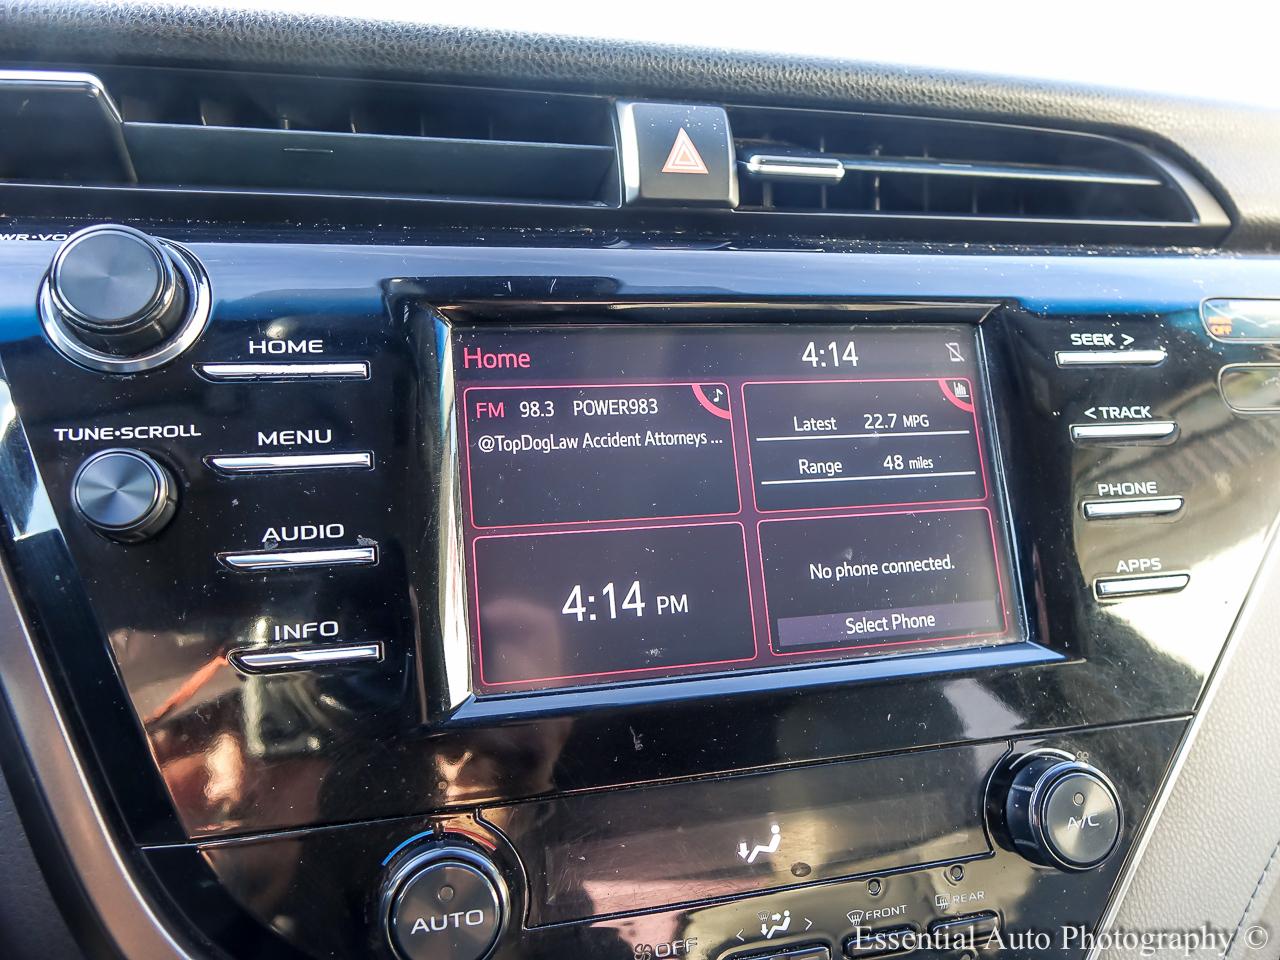 HOME
TUNE•SCROLL
MENU
AUDIO
INFO
Home 4:14
FM 98.3 POWER983
@TopDogLaw Accident Attorneys ...
Latest 22.7 MPG
Range 48 miles
4:14 PM
No phone connected.
Select Phone
SEEK >
< TRACK
PHONE
APPS
OFF
A/C
AUTO
< >
FRONT
REAR
OFF
Essential Auto Photography ©